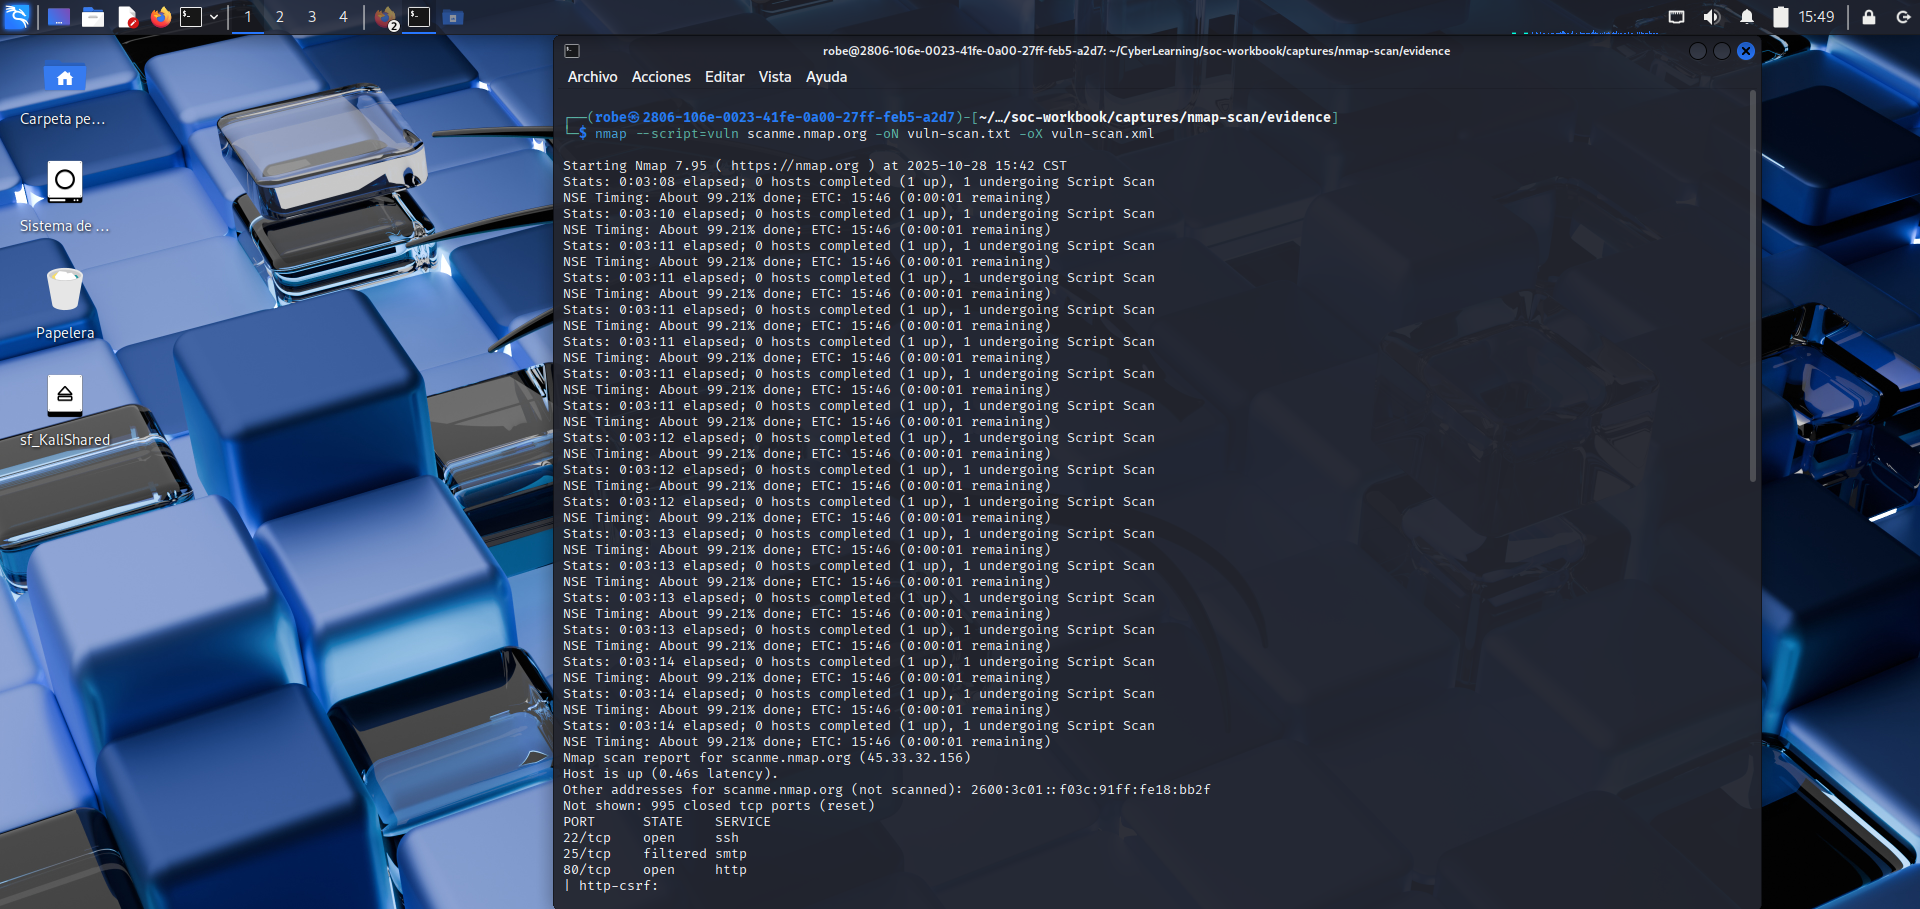 1 2 3 4
2
15:49
Carpeta pe...
Sistema de ...
Papelera
sf_KaliShared
robe@2806-106e-0023-41fe-0a00-27ff-feb5-a2d7: ~/CyberLearning/soc-workbook/captures/nmap-scan/evidence
Archivo Acciones Editar Vista Ayuda
┌──(robe㉿2806-106e-0023-41fe-0a00-27ff-feb5-a2d7)-[~/…/soc-workbook/captures/nmap-scan/evidence]
└─$ nmap --script=vuln scanme.nmap.org -oN vuln-scan.txt -oX vuln-scan.xml
Starting Nmap 7.95 ( https://nmap.org ) at 2025-10-28 15:42 CST
Stats: 0:03:08 elapsed; 0 hosts completed (1 up), 1 undergoing Script Scan
NSE Timing: About 99.21% done; ETC: 15:46 (0:00:01 remaining)
Stats: 0:03:10 elapsed; 0 hosts completed (1 up), 1 undergoing Script Scan
NSE Timing: About 99.21% done; ETC: 15:46 (0:00:01 remaining)
Stats: 0:03:11 elapsed; 0 hosts completed (1 up), 1 undergoing Script Scan
NSE Timing: About 99.21% done; ETC: 15:46 (0:00:01 remaining)
Stats: 0:03:11 elapsed; 0 hosts completed (1 up), 1 undergoing Script Scan
NSE Timing: About 99.21% done; ETC: 15:46 (0:00:01 remaining)
Stats: 0:03:11 elapsed; 0 hosts completed (1 up), 1 undergoing Script Scan
NSE Timing: About 99.21% done; ETC: 15:46 (0:00:01 remaining)
Stats: 0:03:11 elapsed; 0 hosts completed (1 up), 1 undergoing Script Scan
NSE Timing: About 99.21% done; ETC: 15:46 (0:00:01 remaining)
Stats: 0:03:11 elapsed; 0 hosts completed (1 up), 1 undergoing Script Scan
NSE Timing: About 99.21% done; ETC: 15:46 (0:00:01 remaining)
Stats: 0:03:11 elapsed; 0 hosts completed (1 up), 1 undergoing Script Scan
NSE Timing: About 99.21% done; ETC: 15:46 (0:00:01 remaining)
Stats: 0:03:12 elapsed; 0 hosts completed (1 up), 1 undergoing Script Scan
NSE Timing: About 99.21% done; ETC: 15:46 (0:00:01 remaining)
Stats: 0:03:12 elapsed; 0 hosts completed (1 up), 1 undergoing Script Scan
NSE Timing: About 99.21% done; ETC: 15:46 (0:00:01 remaining)
Stats: 0:03:12 elapsed; 0 hosts completed (1 up), 1 undergoing Script Scan
NSE Timing: About 99.21% done; ETC: 15:46 (0:00:01 remaining)
Stats: 0:03:13 elapsed; 0 hosts completed (1 up), 1 undergoing Script Scan
NSE Timing: About 99.21% done; ETC: 15:46 (0:00:01 remaining)
Stats: 0:03:13 elapsed; 0 hosts completed (1 up), 1 undergoing Script Scan
NSE Timing: About 99.21% done; ETC: 15:46 (0:00:01 remaining)
Stats: 0:03:13 elapsed; 0 hosts completed (1 up), 1 undergoing Script Scan
NSE Timing: About 99.21% done; ETC: 15:46 (0:00:01 remaining)
Stats: 0:03:13 elapsed; 0 hosts completed (1 up), 1 undergoing Script Scan
NSE Timing: About 99.21% done; ETC: 15:46 (0:00:01 remaining)
Stats: 0:03:14 elapsed; 0 hosts completed (1 up), 1 undergoing Script Scan
NSE Timing: About 99.21% done; ETC: 15:46 (0:00:01 remaining)
Stats: 0:03:14 elapsed; 0 hosts completed (1 up), 1 undergoing Script Scan
NSE Timing: About 99.21% done; ETC: 15:46 (0:00:01 remaining)
Stats: 0:03:14 elapsed; 0 hosts completed (1 up), 1 undergoing Script Scan
NSE Timing: About 99.21% done; ETC: 15:46 (0:00:01 remaining)
Nmap scan report for scanme.nmap.org (45.33.32.156)
Host is up (0.46s latency).
Other addresses for scanme.nmap.org (not scanned): 2600:3c01::f03c:91ff:fe18:bb2f
Not shown: 995 closed tcp ports (reset)
PORT STATE SERVICE
22/tcp open ssh
25/tcp filtered smtp
80/tcp open http
| http-csrf: